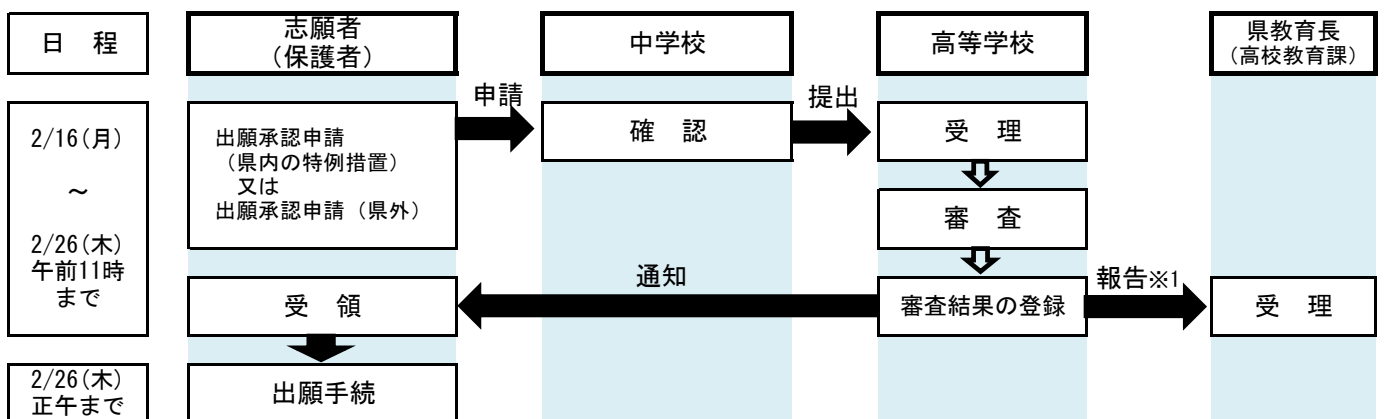 日 程
志願者
（保護者）
中学校
高等学校
県教育長
（高校教育課）
2/16(月)
～
2/26(木)
午前11時
まで
出願承認申請
（県内の特例措置）
又は
出願承認申請（県外）
申請
確 認
提出
受 理
審 査
審査結果の登録
通知
報告※1
受 領
受 理
2/26(木)
正午まで
出願手続